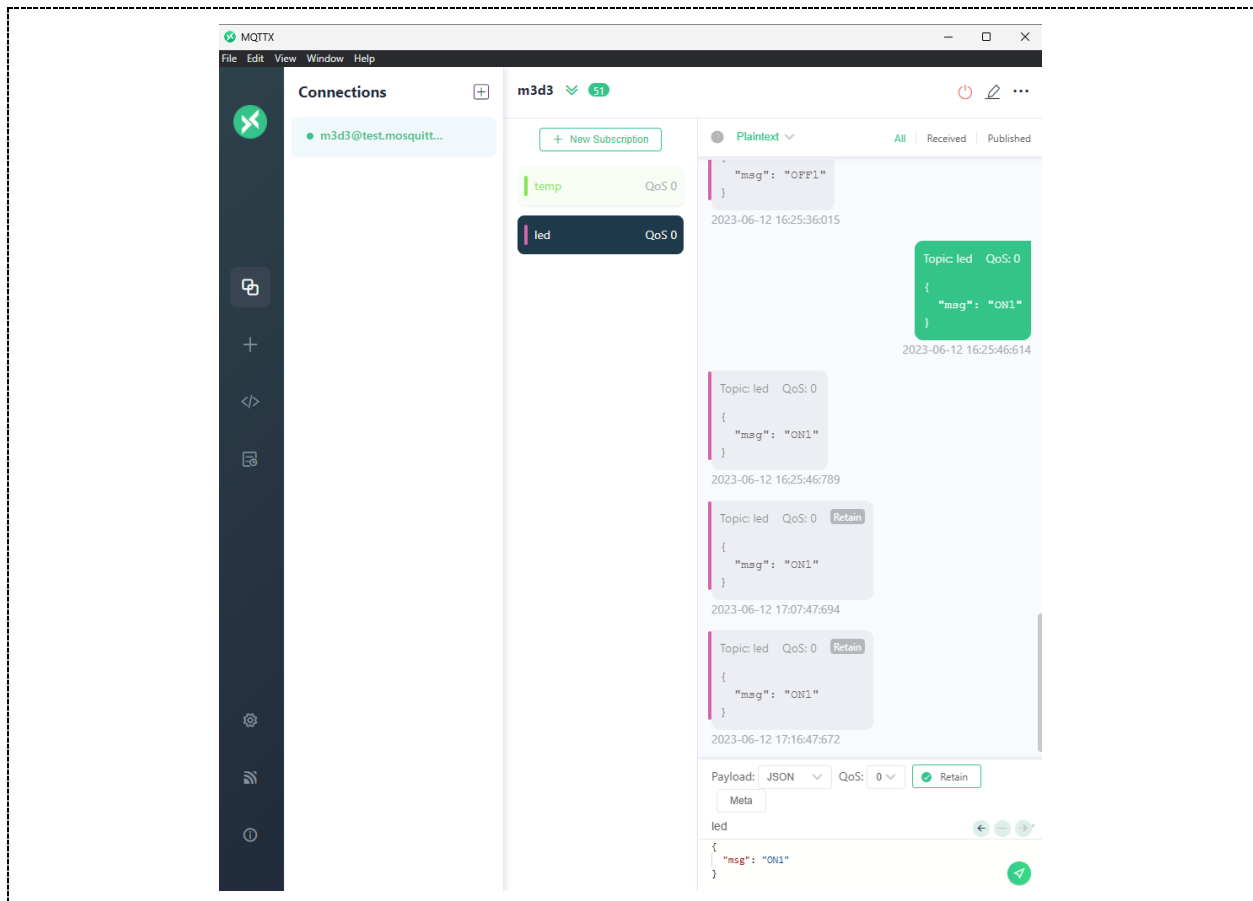 MQTTX
File Edit View Window Help
Connections
m3d3@test.mosquitt...
m3d3 51
+ New Subscription
temp QoS 0
led QoS 0
Plaintext
All Received Published
{
"msg": "OFF1"
}
2023-06-12 16:25:36:015
Topic: led QoS: 0
{
"msg": "ON1"
}
2023-06-12 16:25:46:614
Topic: led QoS: 0
{
"msg": "ON1"
}
2023-06-12 16:25:46:789
Topic: led QoS: 0 Retain
{
"msg": "ON1"
}
2023-06-12 17:07:47:694
Topic: led QoS: 0 Retain
{
"msg": "ON1"
}
2023-06-12 17:16:47:672
Payload: JSON QoS: 0 Retain
Meta
led
{
"msg": "ON1"
}